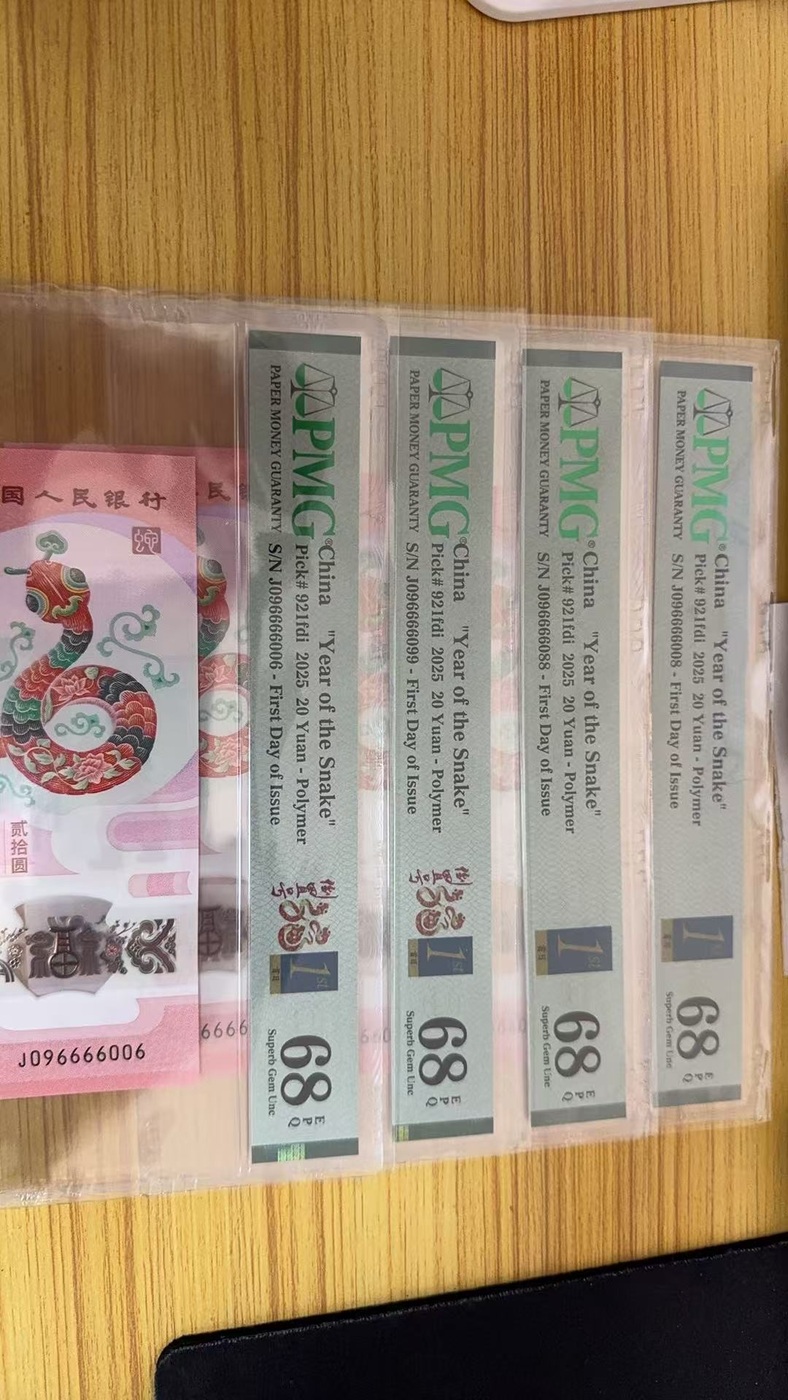 China "Year of the Snake"
PMG® Pick# 921fdi 2025 20 Yuan - Polymer
PAPER MONEY GUARANTY S/N J096666008 - First Day of Issue
1st
68 EPQ
Superb Gem Unc
China "Year of the Snake"
PMG® Pick# 921fdi 2025 20 Yuan - Polymer
PAPER MONEY GUARANTY S/N J096666088 - First Day of Issue
1st
68 EPQ
Superb Gem Unc
China "Year of the Snake"
PMG® Pick# 921fdi 2025 20 Yuan - Polymer
PAPER MONEY GUARANTY S/N J096666099 - First Day of Issue
1st
68 EPQ
Superb Gem Unc
China "Year of the Snake"
PMG® Pick# 921fdi 2025 20 Yuan - Polymer
PAPER MONEY GUARANTY S/N J096666006 - First Day of Issue
1st
68 EPQ
Superb Gem Unc
6666
国人民银行
贰拾圆
J096666006